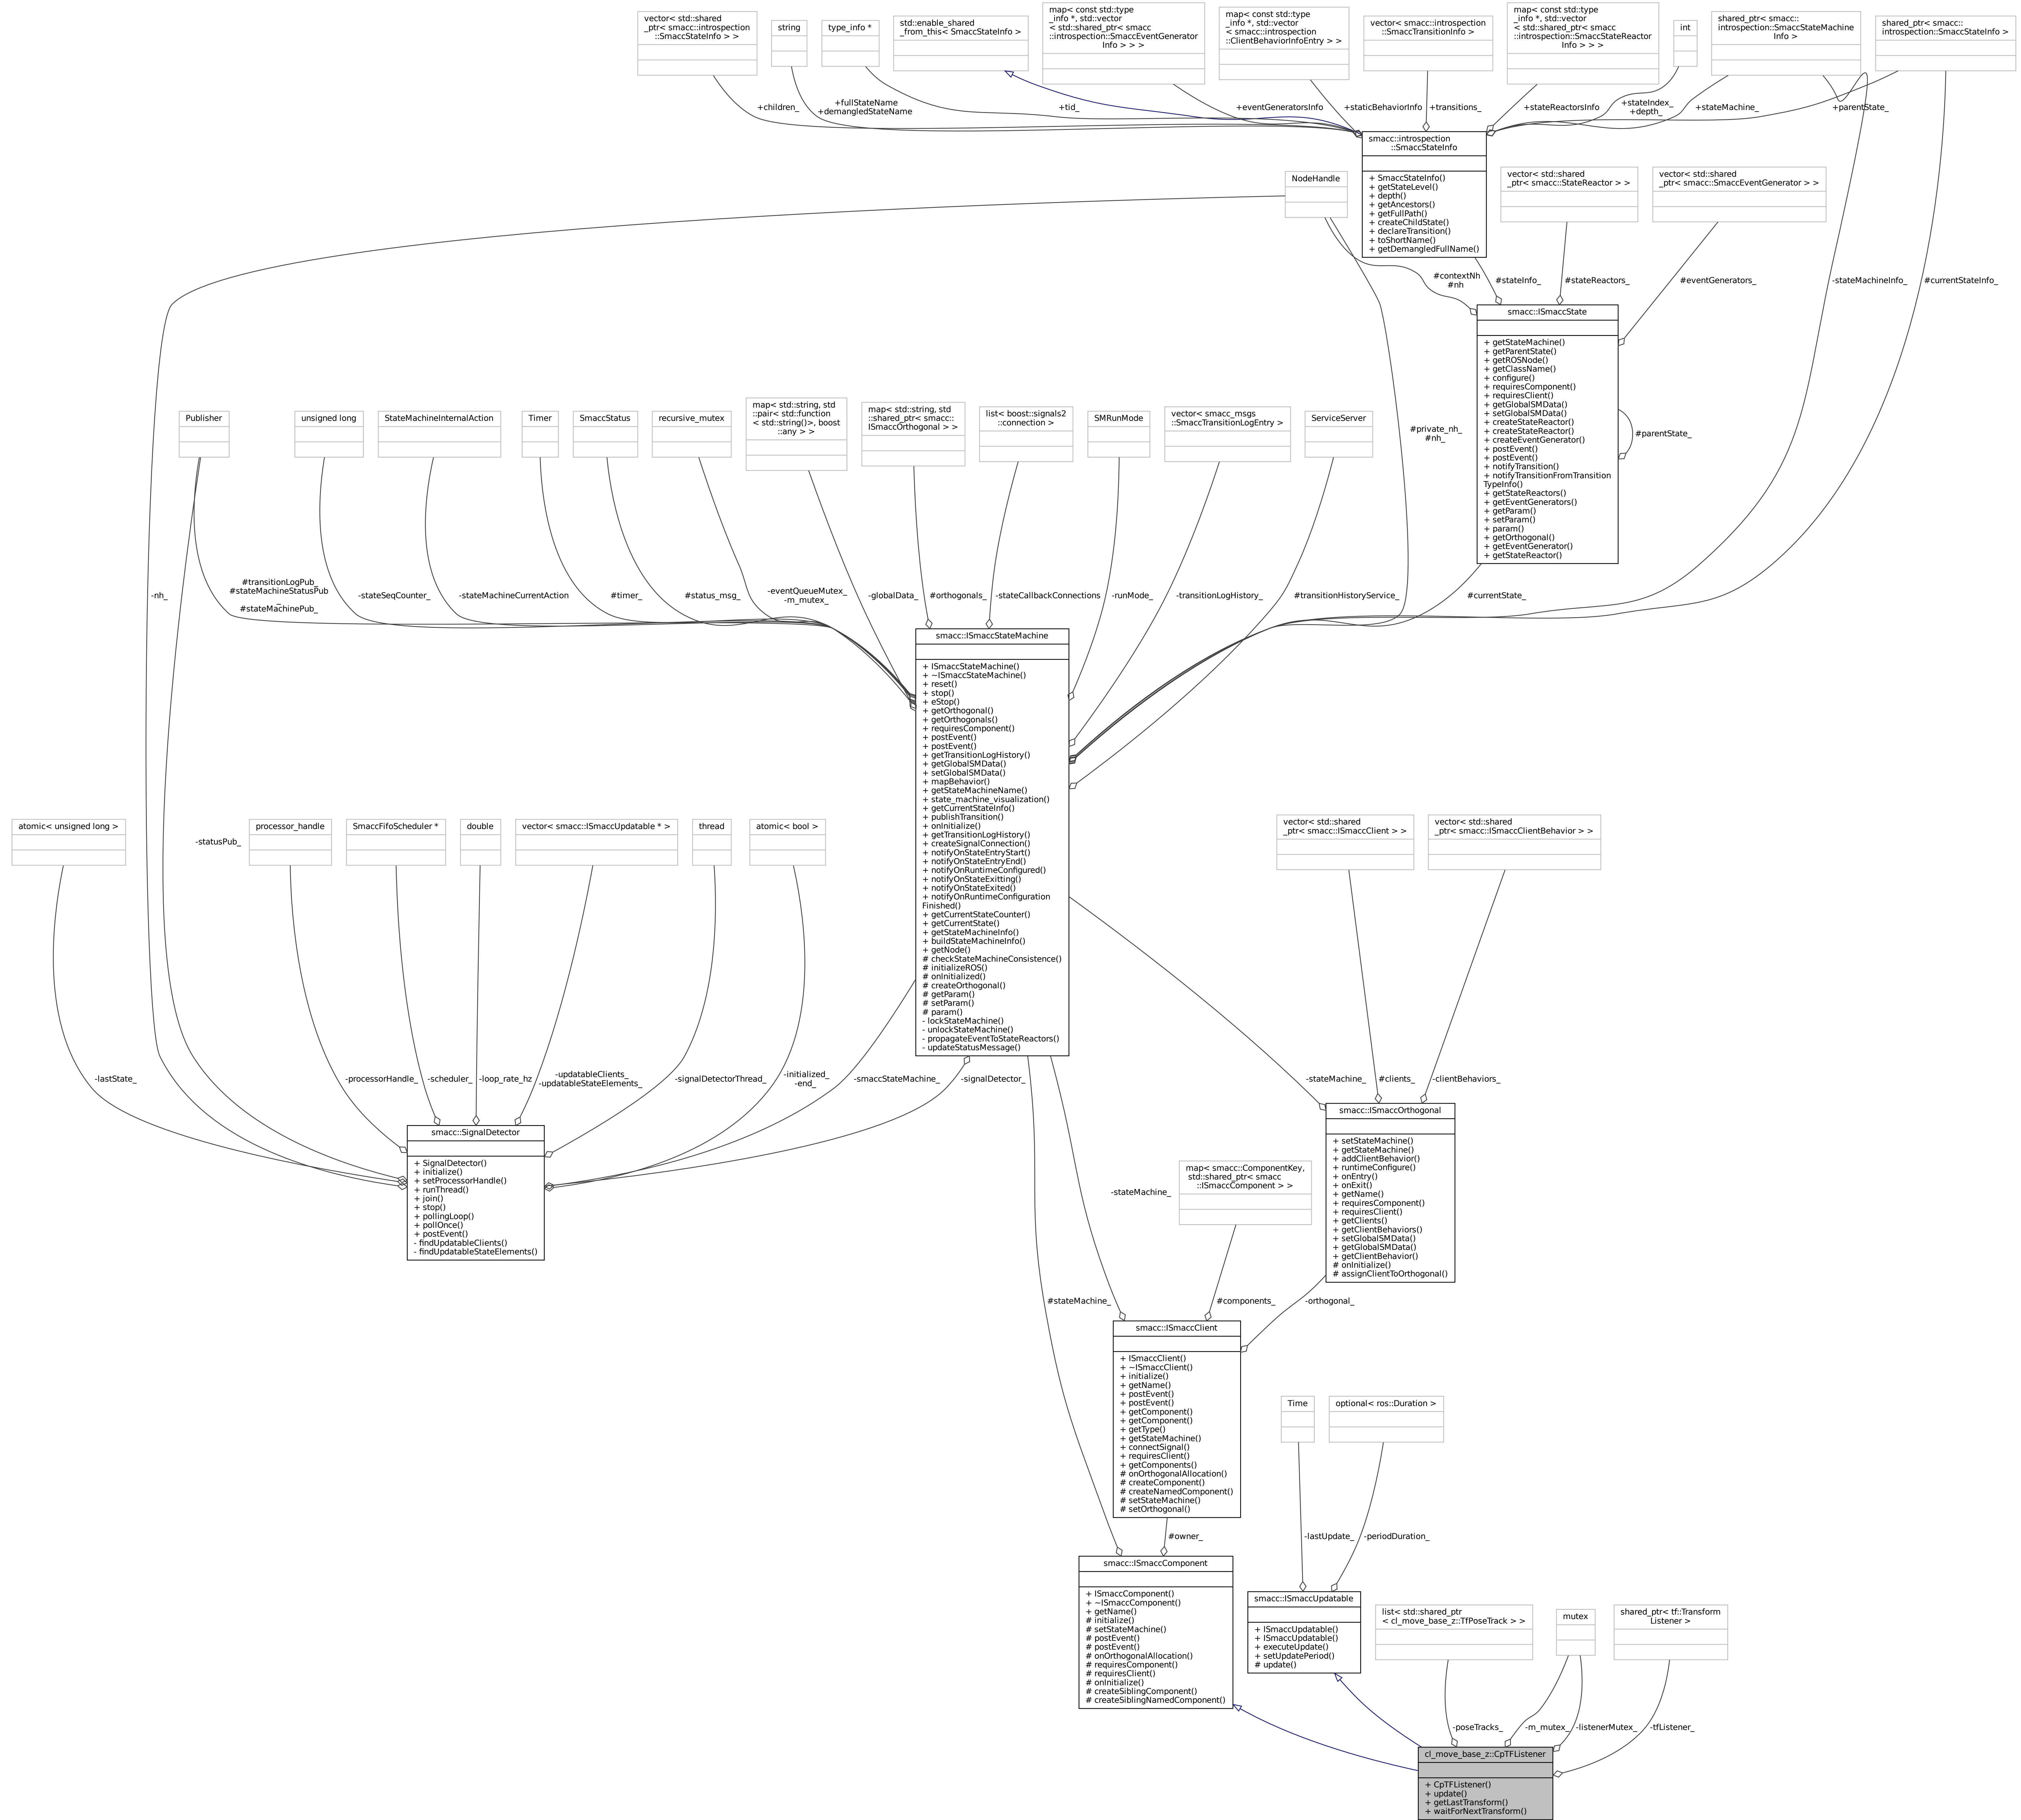 vector< std::shared
_ptr< smacc::introspection
::SmaccStateInfo > >
string
type_info *
std::enable_shared
_from_this< SmaccStateInfo >
map< const std::type
_info *, std::vector
< std::shared_ptr< smacc
::introspection::SmaccEventGenerator
Info > > >
map< const std::type
_info *, std::vector
< smacc::introspection
::ClientBehaviorInfoEntry > >
vector< smacc::introspection
::SmaccTransitionInfo >
map< const std::type
_info *, std::vector
< std::shared_ptr< smacc
::introspection::SmaccStateReactor
Info > > >
int
shared_ptr< smacc::
introspection::SmaccStateMachine
Info >
shared_ptr< smacc::
introspection::SmaccStateInfo >
+children_
+fullStateName
+demangledStateName
+tid_
+eventGeneratorsInfo
+staticBehaviorInfo
+transitions_
+stateReactorsInfo
+stateIndex_
+depth_
+stateMachine_
+parentState_
smacc::introspection
::SmaccStateInfo
+ SmaccStateInfo()
+ getStateLevel()
+ depth()
+ getAncestors()
+ getFullPath()
+ createChildState()
+ declareTransition()
+ toShortName()
+ getDemangledFullName()
NodeHandle
vector< std::shared
_ptr< smacc::StateReactor > >
vector< std::shared
_ptr< smacc::SmaccEventGenerator > >
#contextNh
#nh
#stateInfo_
#stateReactors_
#eventGenerators_
-stateMachineInfo_
#currentStateInfo_
smacc::ISmaccState
+ getStateMachine()
+ getParentState()
+ getROSNode()
+ getClassName()
+ configure()
+ requiresComponent()
+ requiresClient()
+ getGlobalSMData()
+ setGlobalSMData()
+ createStateReactor()
+ createStateReactor()
+ createEventGenerator()
+ postEvent()
+ postEvent()
+ notifyTransition()
+ notifyTransitionFromTransition
TypeInfo()
+ getStateReactors()
+ getEventGenerators()
+ getParam()
+ setParam()
+ param()
+ getOrthogonal()
+ getEventGenerator()
+ getStateReactor()
#parentState_
Publisher
unsigned long
StateMachineInternalAction
Timer
SmaccStatus
recursive_mutex
map< std::string, std
::pair< std::function
< std::string()>, boost
::any > >
map< std::string, std
::shared_ptr< smacc::
ISmaccOrthogonal > >
list< boost::signals2
::connection >
SMRunMode
vector< smacc_msgs
::SmaccTransitionLogEntry >
ServiceServer
#private_nh_
#nh_
-nh_
#transitionLogPub_
#stateMachineStatusPub
_
#stateMachinePub_
-stateSeqCounter_
-stateMachineCurrentAction
#timer_
#status_msg_
-eventQueueMutex_
-m_mutex_
-globalData_
#orthogonals_
-stateCallbackConnections
-runMode_
-transitionLogHistory_
#transitionHistoryService_
#currentState_
smacc::ISmaccStateMachine
+ ISmaccStateMachine()
+ ~ISmaccStateMachine()
+ reset()
+ stop()
+ eStop()
+ getOrthogonal()
+ getOrthogonals()
+ requiresComponent()
+ postEvent()
+ postEvent()
+ getTransitionLogHistory()
+ getGlobalSMData()
+ setGlobalSMData()
+ mapBehavior()
+ getStateMachineName()
+ state_machine_visualization()
+ getCurrentStateInfo()
+ publishTransition()
+ onInitialize()
+ getTransitionLogHistory()
+ createSignalConnection()
+ notifyOnStateEntryStart()
+ notifyOnStateEntryEnd()
+ notifyOnRuntimeConfigured()
+ notifyOnStateExitting()
+ notifyOnStateExited()
+ notifyOnRuntimeConfiguration
Finished()
+ getCurrentStateCounter()
+ getCurrentState()
+ getStateMachineInfo()
+ buildStateMachineInfo()
+ getNode()
# checkStateMachineConsistence()
# initializeROS()
# onInitialized()
# createOrthogonal()
# getParam()
# setParam()
# param()
- lockStateMachine()
- unlockStateMachine()
- propagateEventToStateReactors()
- updateStatusMessage()
atomic< unsigned long >
-statusPub_
processor_handle
SmaccFifoScheduler *
double
vector< smacc::ISmaccUpdatable * >
thread
atomic< bool >
vector< std::shared
_ptr< smacc::ISmaccClient > >
vector< std::shared
_ptr< smacc::ISmaccClientBehavior > >
-lastState_
-processorHandle_
-scheduler_
-loop_rate_hz
-updatableClients_
-updatableStateElements_
-signalDetectorThread_
-initialized_
-end_
-smaccStateMachine_
-signalDetector_
-stateMachine_
#clients_
-clientBehaviors_
smacc::SignalDetector
+ SignalDetector()
+ initialize()
+ setProcessorHandle()
+ runThread()
+ join()
+ stop()
+ pollingLoop()
+ pollOnce()
+ postEvent()
- findUpdatableClients()
- findUpdatableStateElements()
smacc::ISmaccOrthogonal
+ setStateMachine()
+ getStateMachine()
+ addClientBehavior()
+ runtimeConfigure()
+ onEntry()
+ onExit()
+ getName()
+ requiresComponent()
+ requiresClient()
+ getClients()
+ getClientBehaviors()
+ setGlobalSMData()
+ getGlobalSMData()
+ getClientBehavior()
# onInitialize()
# assignClientToOrthogonal()
map< smacc::ComponentKey,
std::shared_ptr< smacc
::ISmaccComponent > >
-stateMachine_
#stateMachine_
#components_
-orthogonal_
smacc::ISmaccClient
+ ISmaccClient()
+ ~ISmaccClient()
+ initialize()
+ getName()
+ postEvent()
+ postEvent()
+ getComponent()
+ getComponent()
+ getType()
+ getStateMachine()
+ connectSignal()
+ requiresClient()
+ getComponents()
# onOrthogonalAllocation()
# createComponent()
# createNamedComponent()
# setStateMachine()
# setOrthogonal()
Time
optional< ros::Duration >
#owner_
-lastUpdate_
-periodDuration_
smacc::ISmaccComponent
+ ISmaccComponent()
+ ~ISmaccComponent()
+ getName()
# initialize()
# setStateMachine()
# postEvent()
# postEvent()
# onOrthogonalAllocation()
# requiresComponent()
# requiresClient()
# onInitialize()
# createSiblingComponent()
# createSiblingNamedComponent()
smacc::ISmaccUpdatable
+ ISmaccUpdatable()
+ ISmaccUpdatable()
+ executeUpdate()
+ setUpdatePeriod()
# update()
list< std::shared_ptr
< cl_move_base_z::TfPoseTrack > >
mutex
shared_ptr< tf::Transform
Listener >
-poseTracks_
-m_mutex_
-listenerMutex_
-tfListener_
cl_move_base_z::CpTFListener
+ CpTFListener()
+ update()
+ getLastTransform()
+ waitForNextTransform()